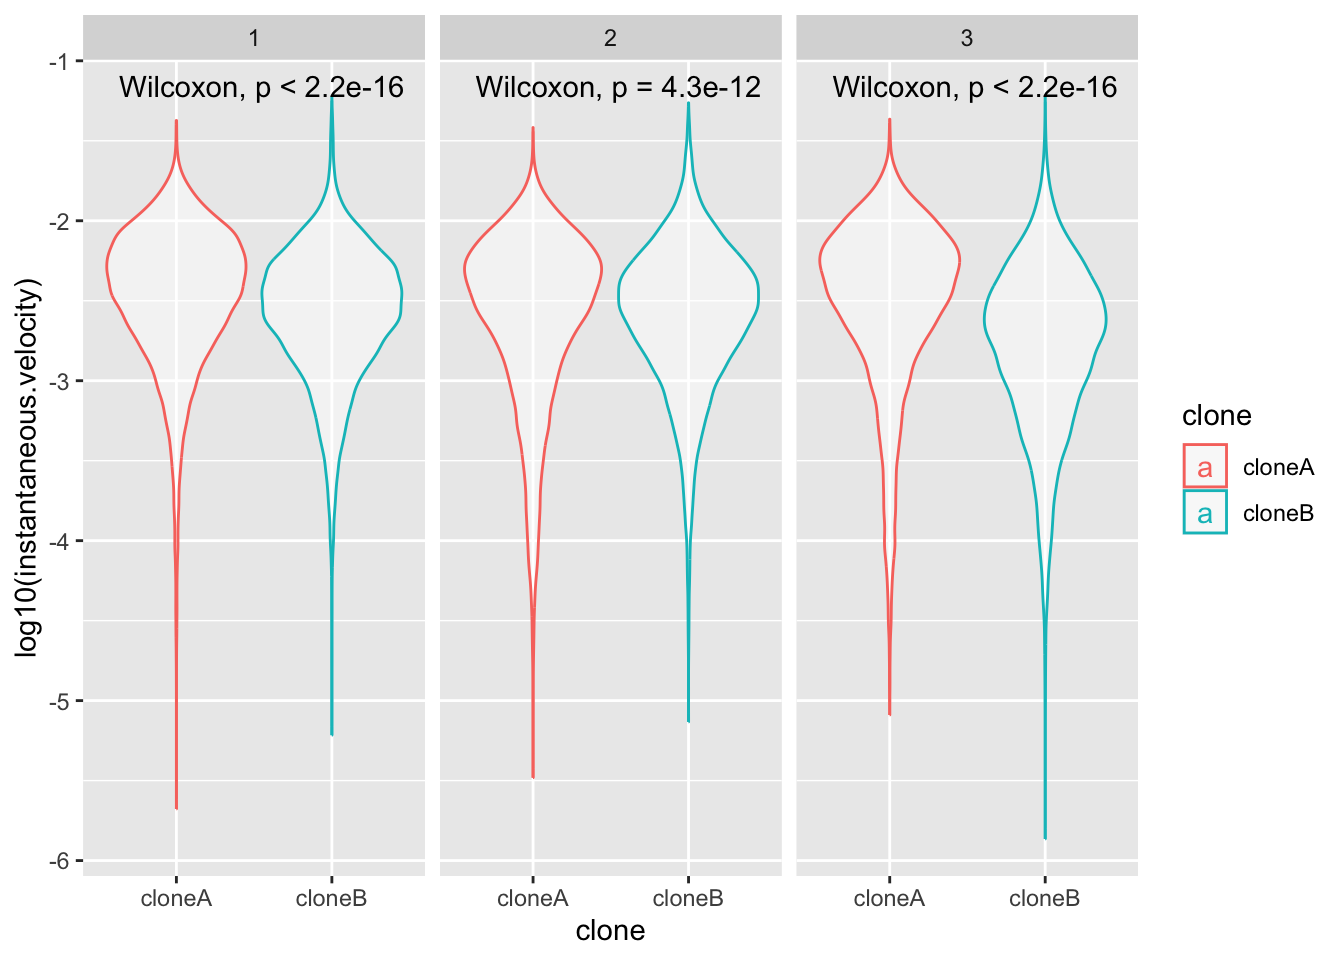 1
2
3
Wilcoxon, p < 2.2e-16
Wilcoxon, p = 4.3e-12
Wilcoxon, p < 2.2e-16
-1
-2
-3
-4
-5
-6
log10(instantaneous.velocity)
cloneA
cloneB
cloneA
cloneB
cloneA
cloneB
clone
clone
a cloneA
a cloneB